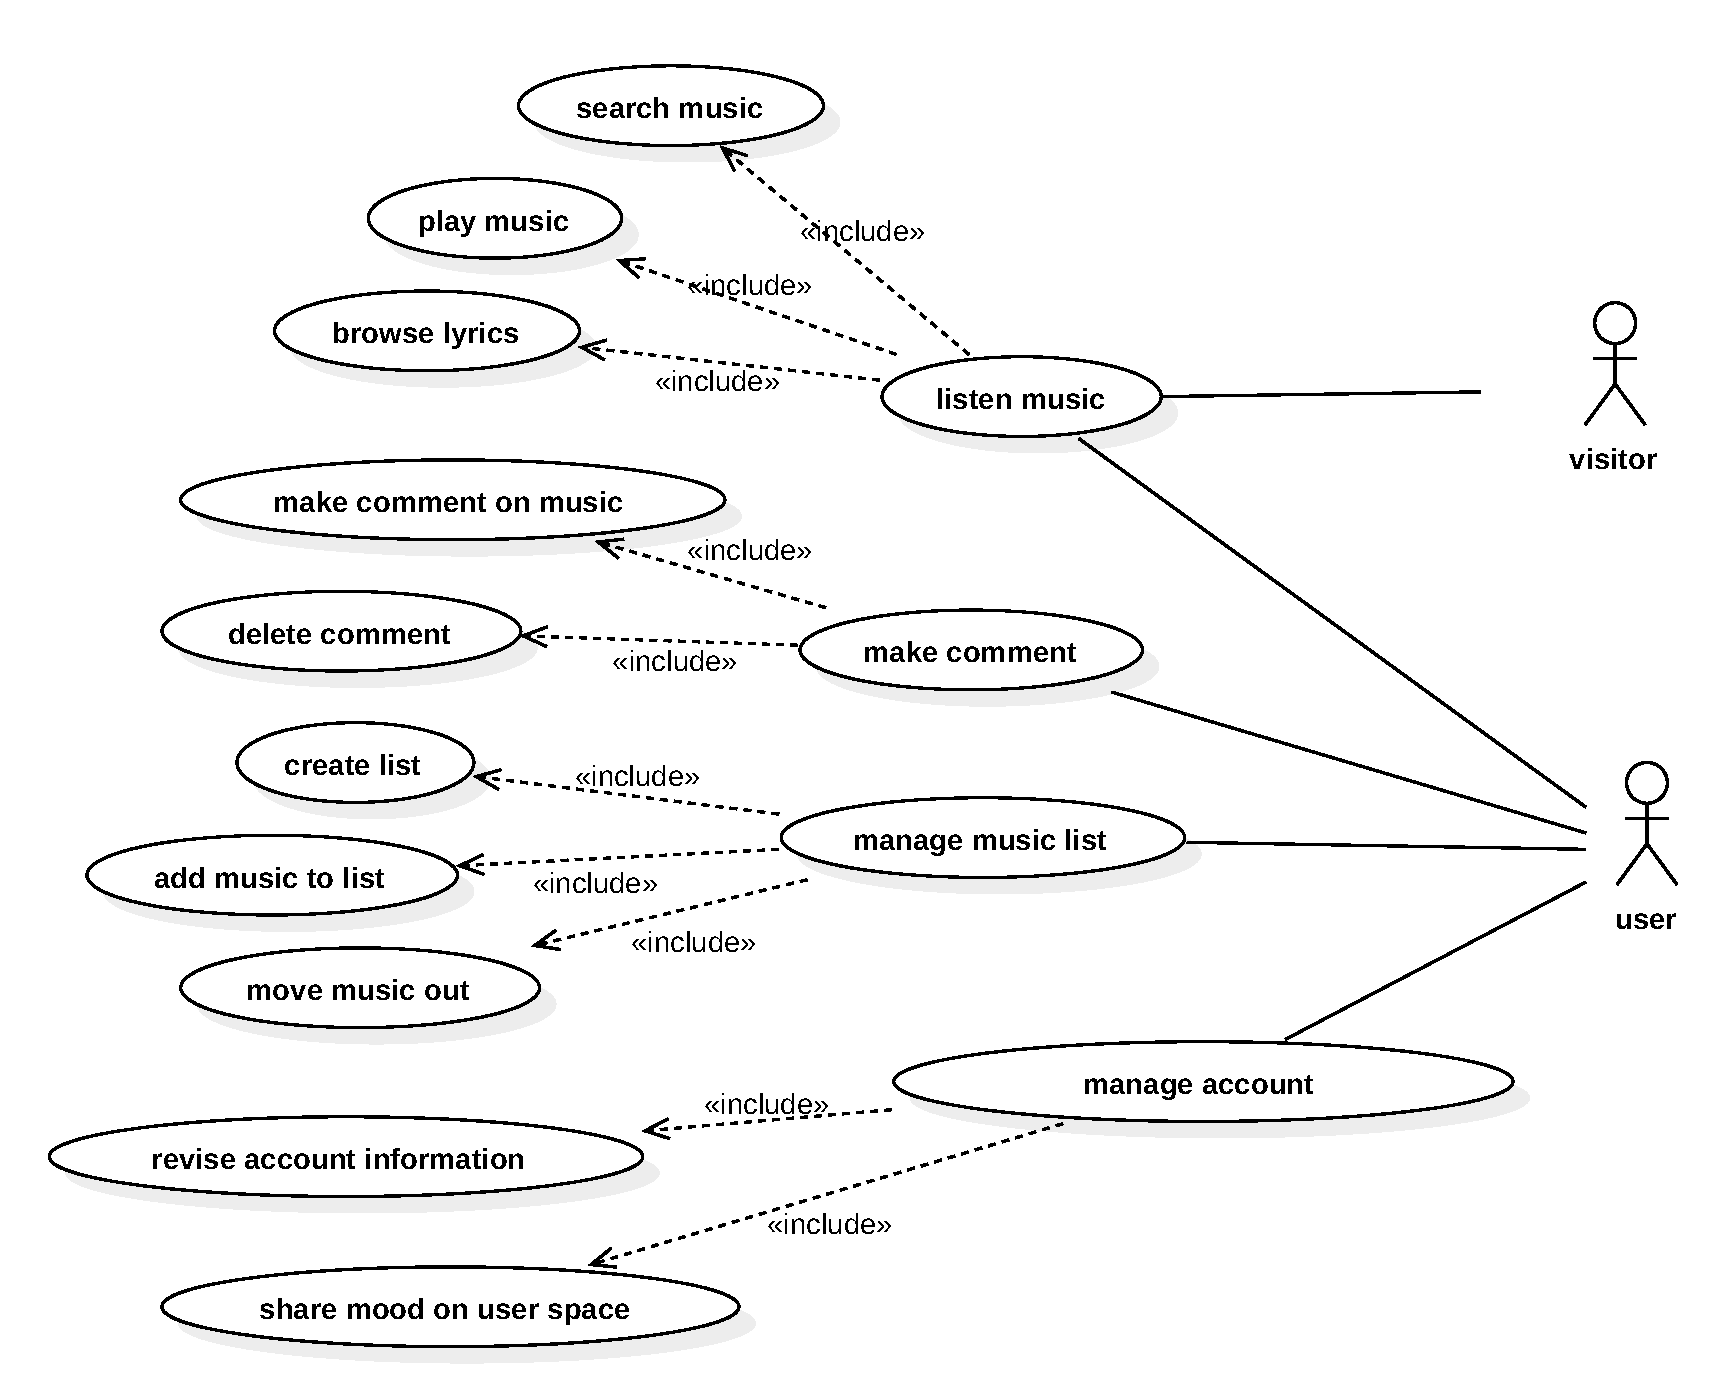 search music
«include»
play music
«include»
browse lyrics
«include»
listen music
visitor
make comment on music
«include»
delete comment
«include»
make comment
create list
«include»
manage music list
add music to list
«include»
user
«include»
move music out
manage account
«include»
revise account information
«include»
share mood on user space